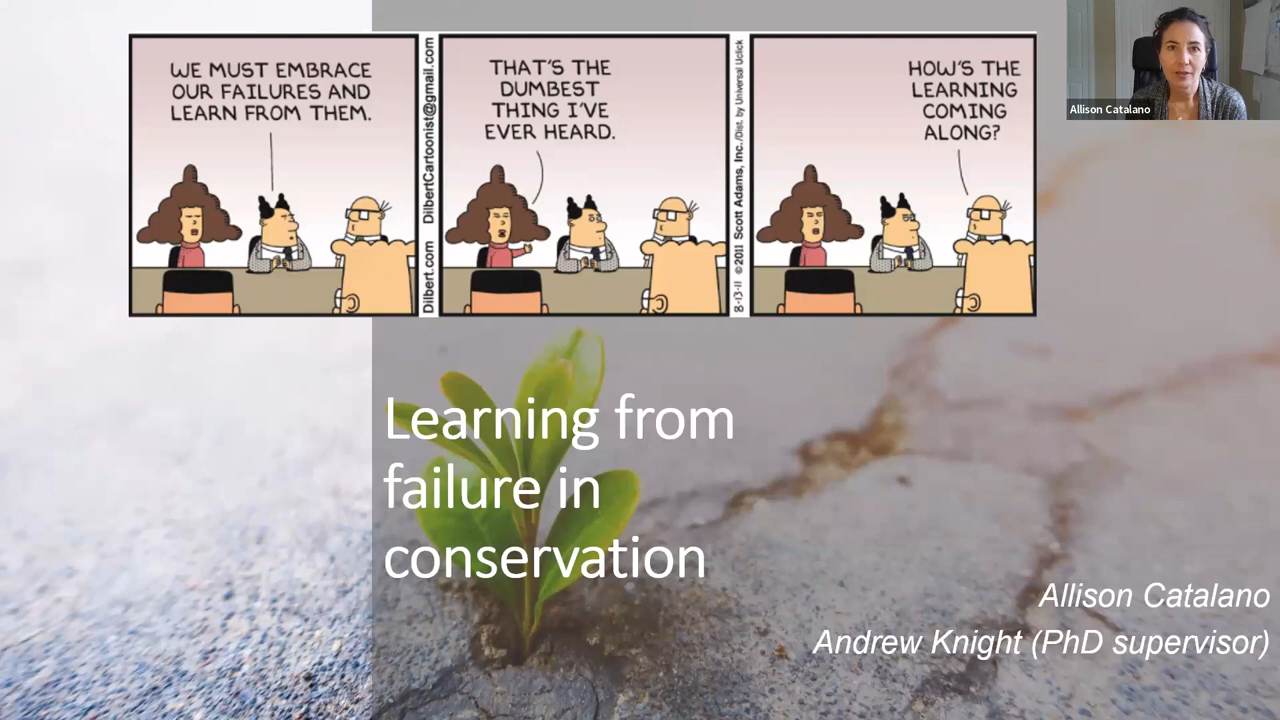 WE MUST EMBRACE
OUR FAILURES AND
LEARN FROM THEM.
Dilbert.com DilbertCartoonist@gmail.com
THAT'S THE
DUMBEST
THING I'VE
EVER HEARD.
8-13-11 ©2011 Scott Adams, Inc./Dist. by Universal Uclick
HOW'S THE
LEARNING
COMING
ALONG?
Allison Catalano
Learning from
failure in
conservation
Allison Catalano
Andrew Knight (PhD supervisor)